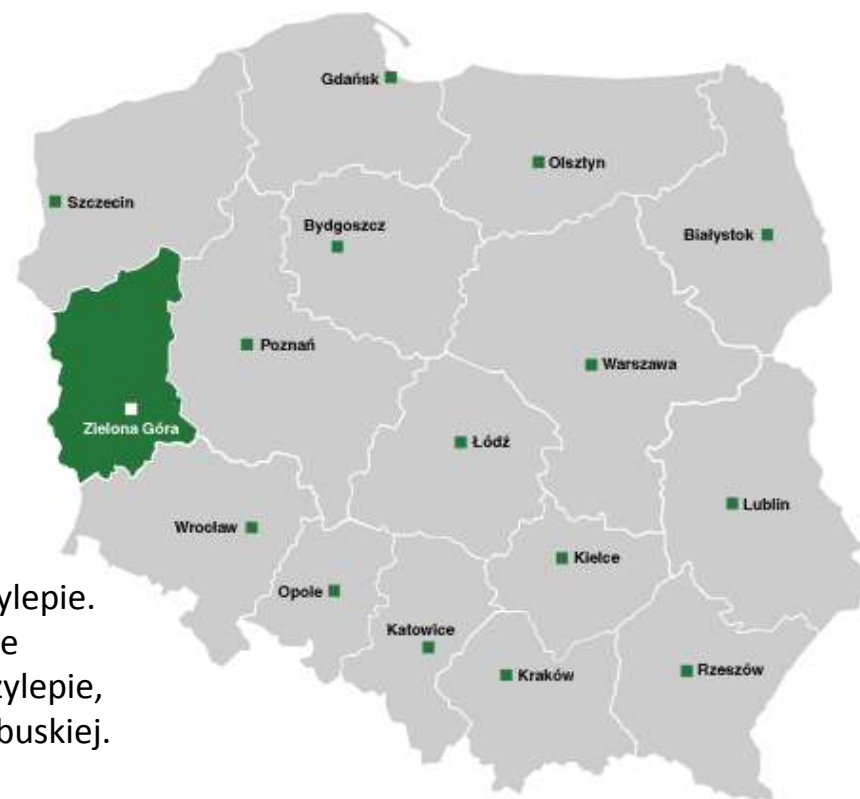 Gdańsk
Olsztyn
Szczecin
Bydgoszcz
Białystok
Poznań
Warszawa
Zielona Góra
Łódź
Lublin
Wrocław
Kielce
Opole
Katowice
Rzeszów
Kraków
ylepie.
e
zylepie,
buskiej.